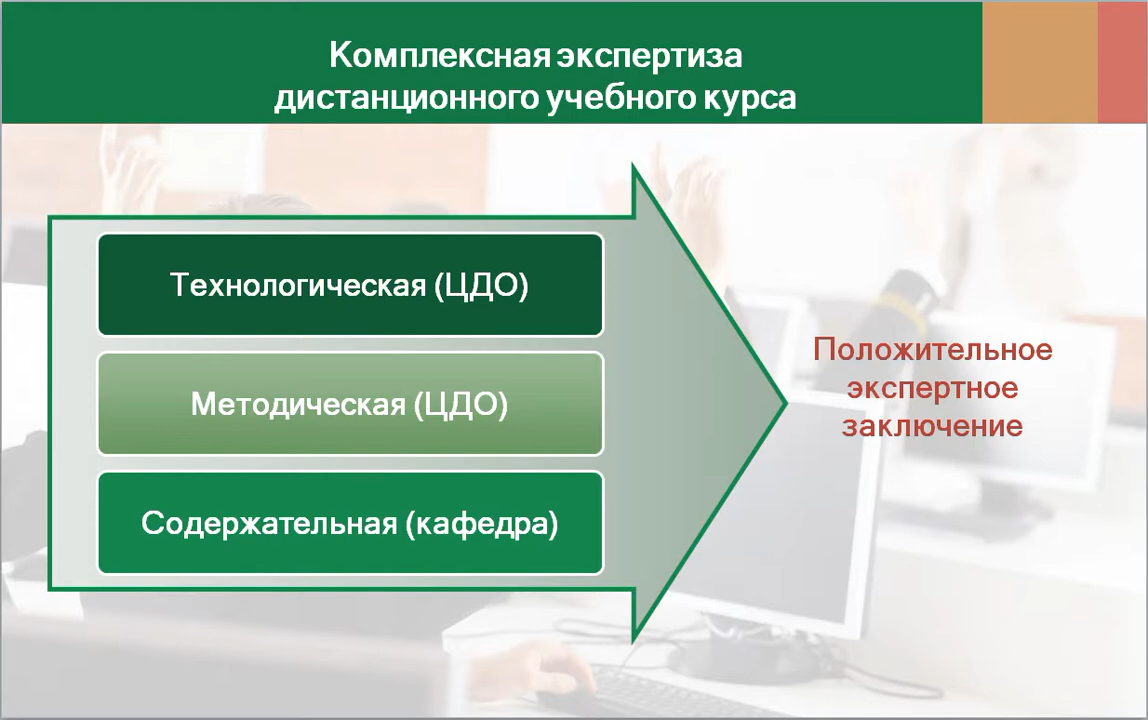 Комплексная экспертиза
дистанционного учебного курса
Технологическая (ЦДО)
Методическая (ЦДО)
Содержательная (кафедра)
Положительное
экспертное
заключение